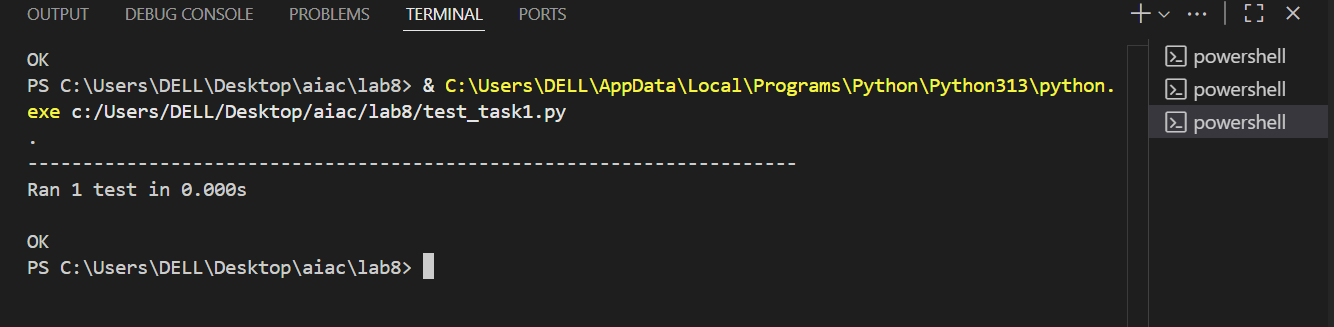 OUTPUT DEBUG CONSOLE PROBLEMS TERMINAL PORTS
OK
PS C:\Users\DELL\Desktop\aiac\lab8> & C:\Users\DELL\AppData\Local\Programs\Python\Python313\python.
exe c:/Users/DELL/Desktop/aiac/lab8/test_task1.py
.
----------------------------------------------------------------------
Ran 1 test in 0.000s
OK
PS C:\Users\DELL\Desktop\aiac\lab8>
powershell
powershell
powershell